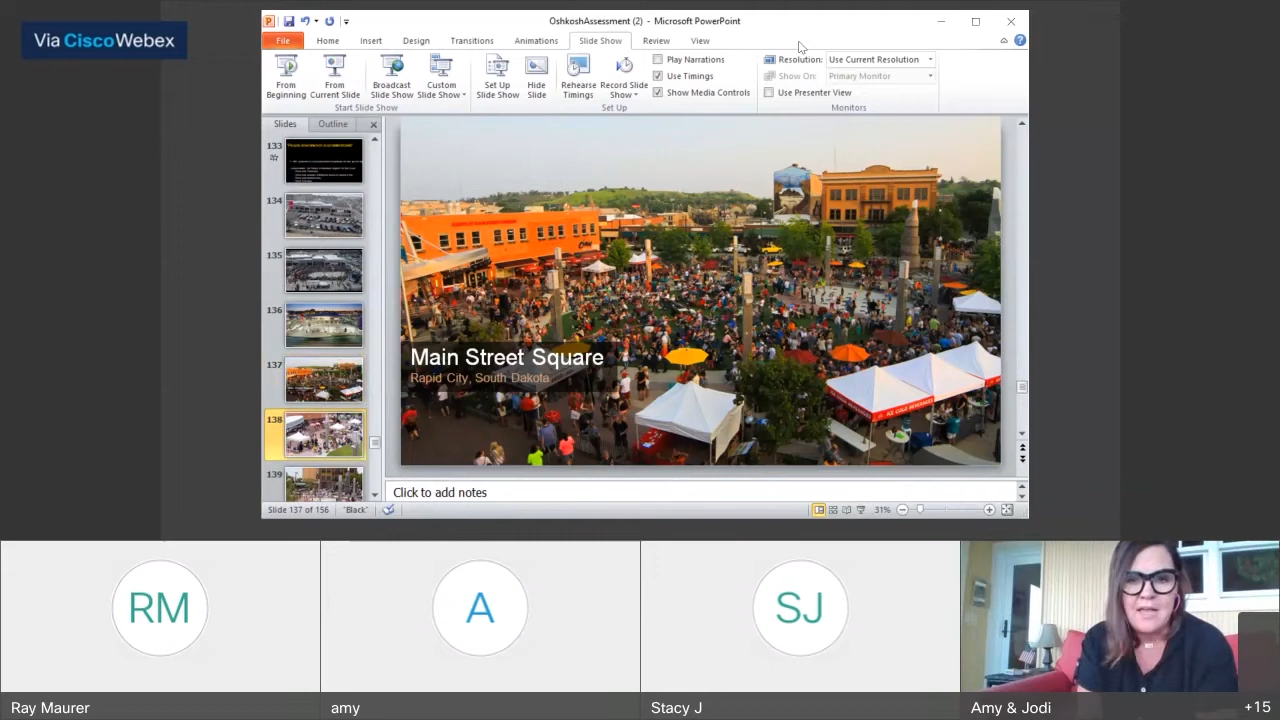 Via Cisco Webex
OshkoshAssessment (2) - Microsoft PowerPoint
File Home Insert Design Transitions Animations Slide Show Review View
From Beginning
From Current Slide
Broadcast Slide Show
Custom Slide Show
Start Slide Show
Set Up Slide Show
Hide Slide
Rehearse Timings
Record Slide Show
Play Narrations
Use Timings
Show Media Controls
Set Up
Resolution: Use Current Resolution
Show On: Primary Monitor
Use Presenter View
Monitors
Slides Outline
133
134
135
136
137
138
139
Main Street Square
Rapid City, South Dakota
ICE COLD BEVERAGES
Click to add notes
Slide 137 of 156 "Black" 31%
RM
A
SJ
Ray Maurer
amy
Stacy J
Amy & Jodi
+15